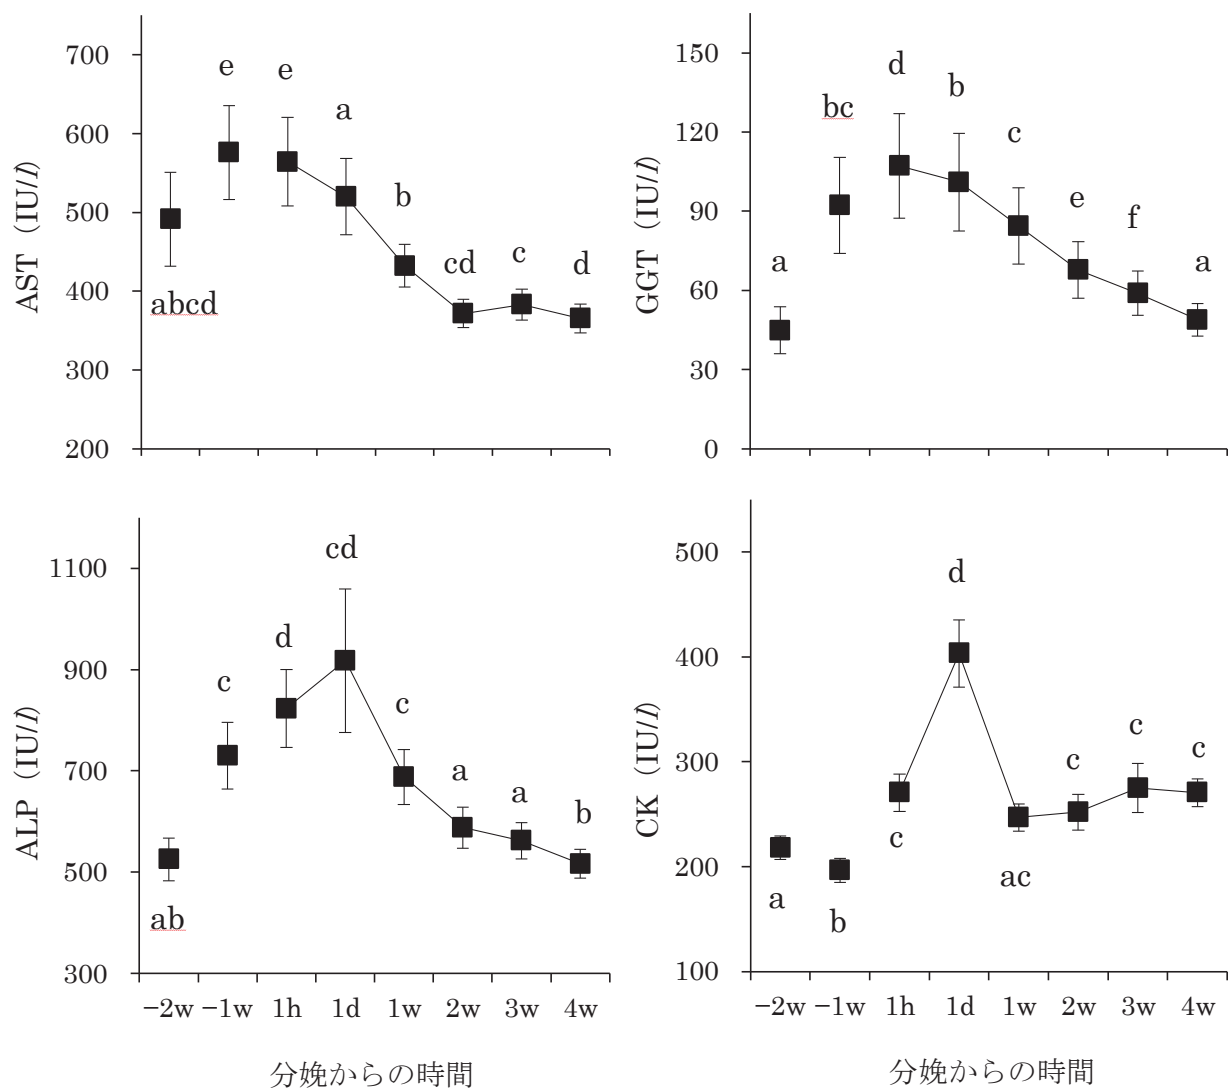 AST (IU/l)
700
600
500
400
300
200
abcd
e
e
a
b
cd
c
d
GGT (IU/l)
150
120
90
60
30
0
a
bc
d
b
c
e
f
a
ALP (IU/l)
1100
900
700
500
300
ab
c
d
cd
c
a
a
b
−2w −1w 1h 1d 1w 2w 3w 4w
分娩からの時間
CK (IU/l)
500
400
300
200
100
a
b
c
d
ac
c
c
c
−2w −1w 1h 1d 1w 2w 3w 4w
分娩からの時間